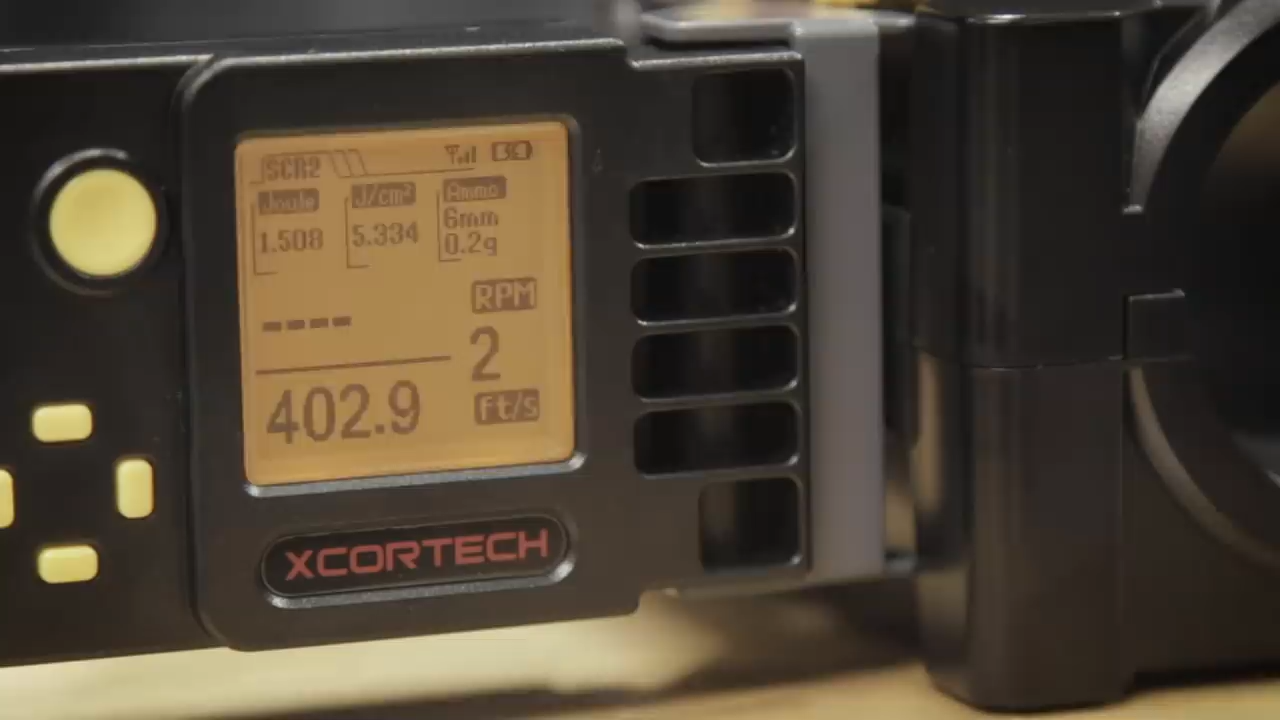 SCR2
Joule J/cm² Ammo
1.508 5.334 6mm
0.2g
---- RPM
2
402.9 ft/s
XCORTECH